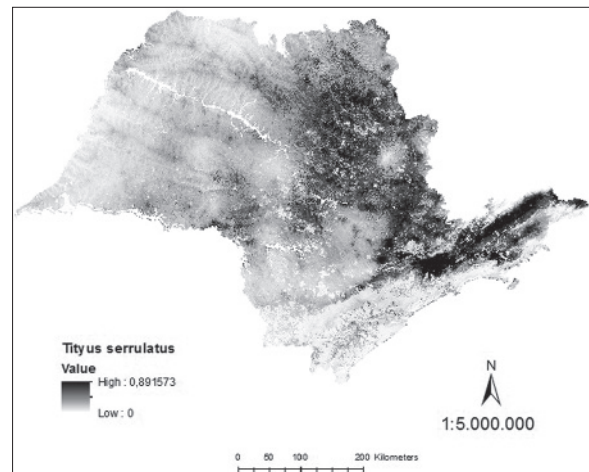 Tityus serrulatus
Value
High : 0,891573
Low : 0
N
1:5.000.000
0 50 100 200 Kilometers